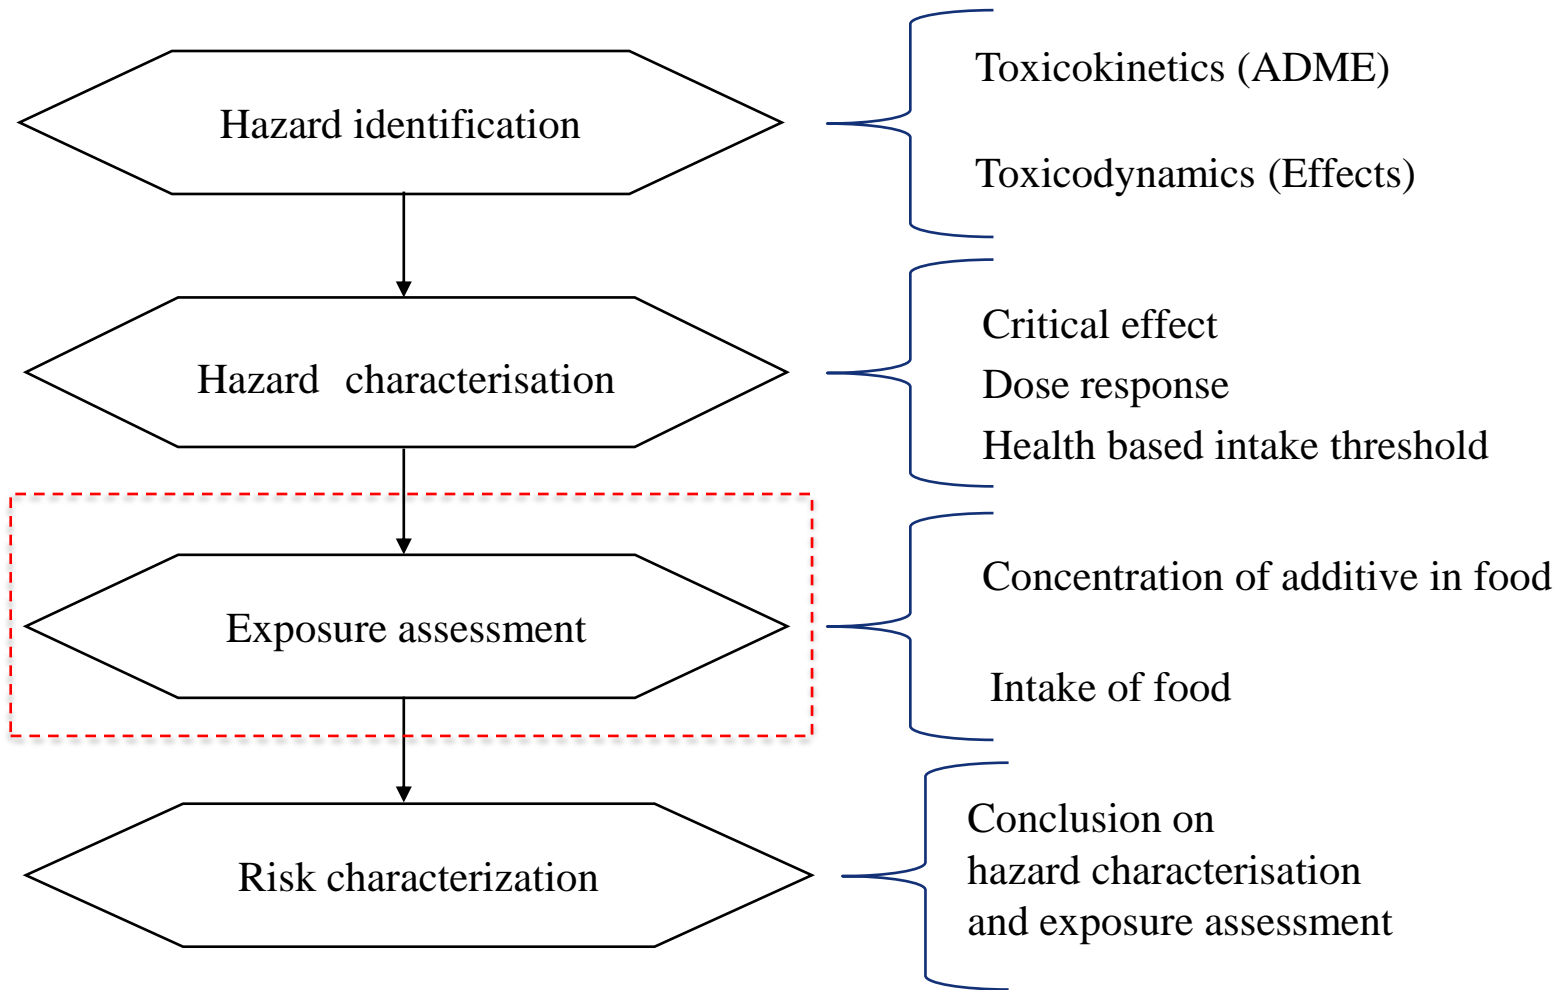 Hazard identification
Toxicokinetics (ADME)
Toxicodynamics (Effects)
Hazard characterisation
Critical effect
Dose response
Health based intake threshold
Exposure assessment
Concentration of additive in food
Intake of food
Risk characterization
Conclusion on
hazard characterisation
and exposure assessment